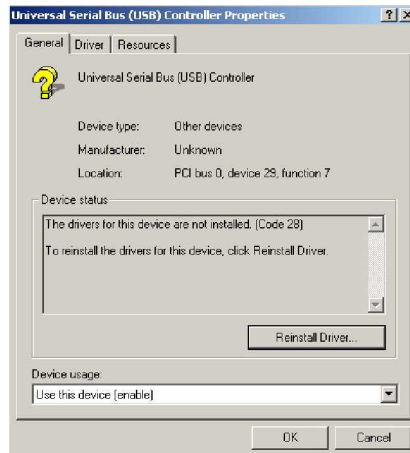 Universal Serial Bus (USB) Controller Properties
General
Driver
Resources
Universal Serial Bus (USB) Controller
Device type: Other devices
Manufacturer: Unknown
Location: PCI bus 0, device 29, function 7
Device status
The drivers for this device are not installed. (Code 28)
To reinstall the drivers for this device, click Reinstall Driver.
Reinstall Driver...
Device usage:
Use this device (enable)
OK
Cancel